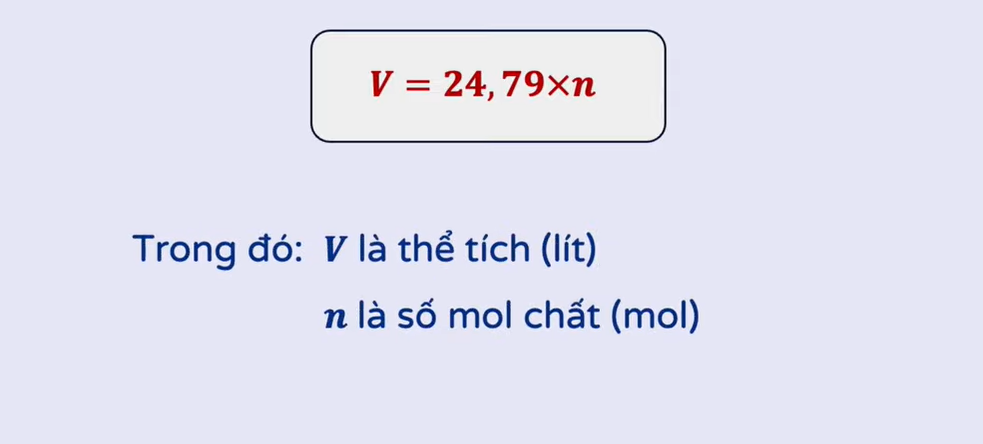 V = 24,79×n
Trong đó: V là thể tích (lít)
n là số mol chất (mol)